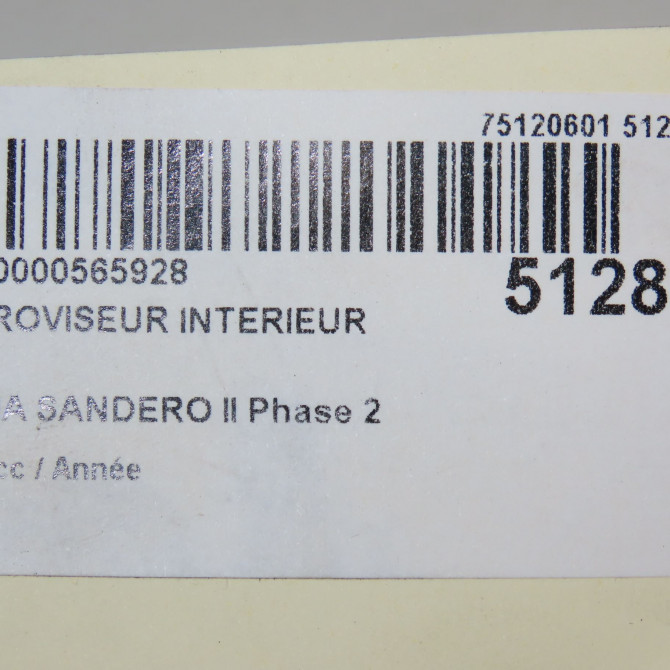 75120601 512
0000565928
5128
ROVISEUR INTERIEUR
A SANDERO II Phase 2
cc / Année